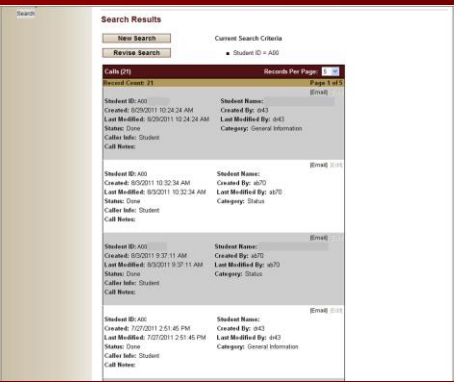 Search
Search Results
New Search
Current Search Criteria
Revise Search
■ Student ID = A00
Calls (21) Records Per Page: 5
Record Count: 21 Page 1 of 5
[Email]
Student ID: A00 Student Name:
Created: 8/29/2011 10:24:24 AM Created By: dr43
Last Modified: 8/29/2011 10:24:24 AM Last Modified By: dr43
Status: Done Category: General Information
Caller Info: Student
Call Notes:
[Email] [Edit]
Student ID: A00 Student Name:
Created: 8/3/2011 10:32:34 AM Created By: ab70
Last Modified: 8/3/2011 10:32:34 AM Last Modified By: ab70
Status: Done Category: Status
Caller Info: Student
Call Notes:
[Email]
Student ID: A00 Student Name:
Created: 8/3/2011 9:37:11 AM Created By: ab70
Last Modified: 8/3/2011 9:37:11 AM Last Modified By: ab70
Status: Done Category: Status
Caller Info: Student
Call Notes:
[Email] [Edit]
Student ID: A00 Student Name:
Created: 7/27/2011 2:51:45 PM Created By: dr43
Last Modified: 7/27/2011 2:51:45 PM Last Modified By: dr43
Status: Done Category: General Information
Caller Info: Student
Call Notes: